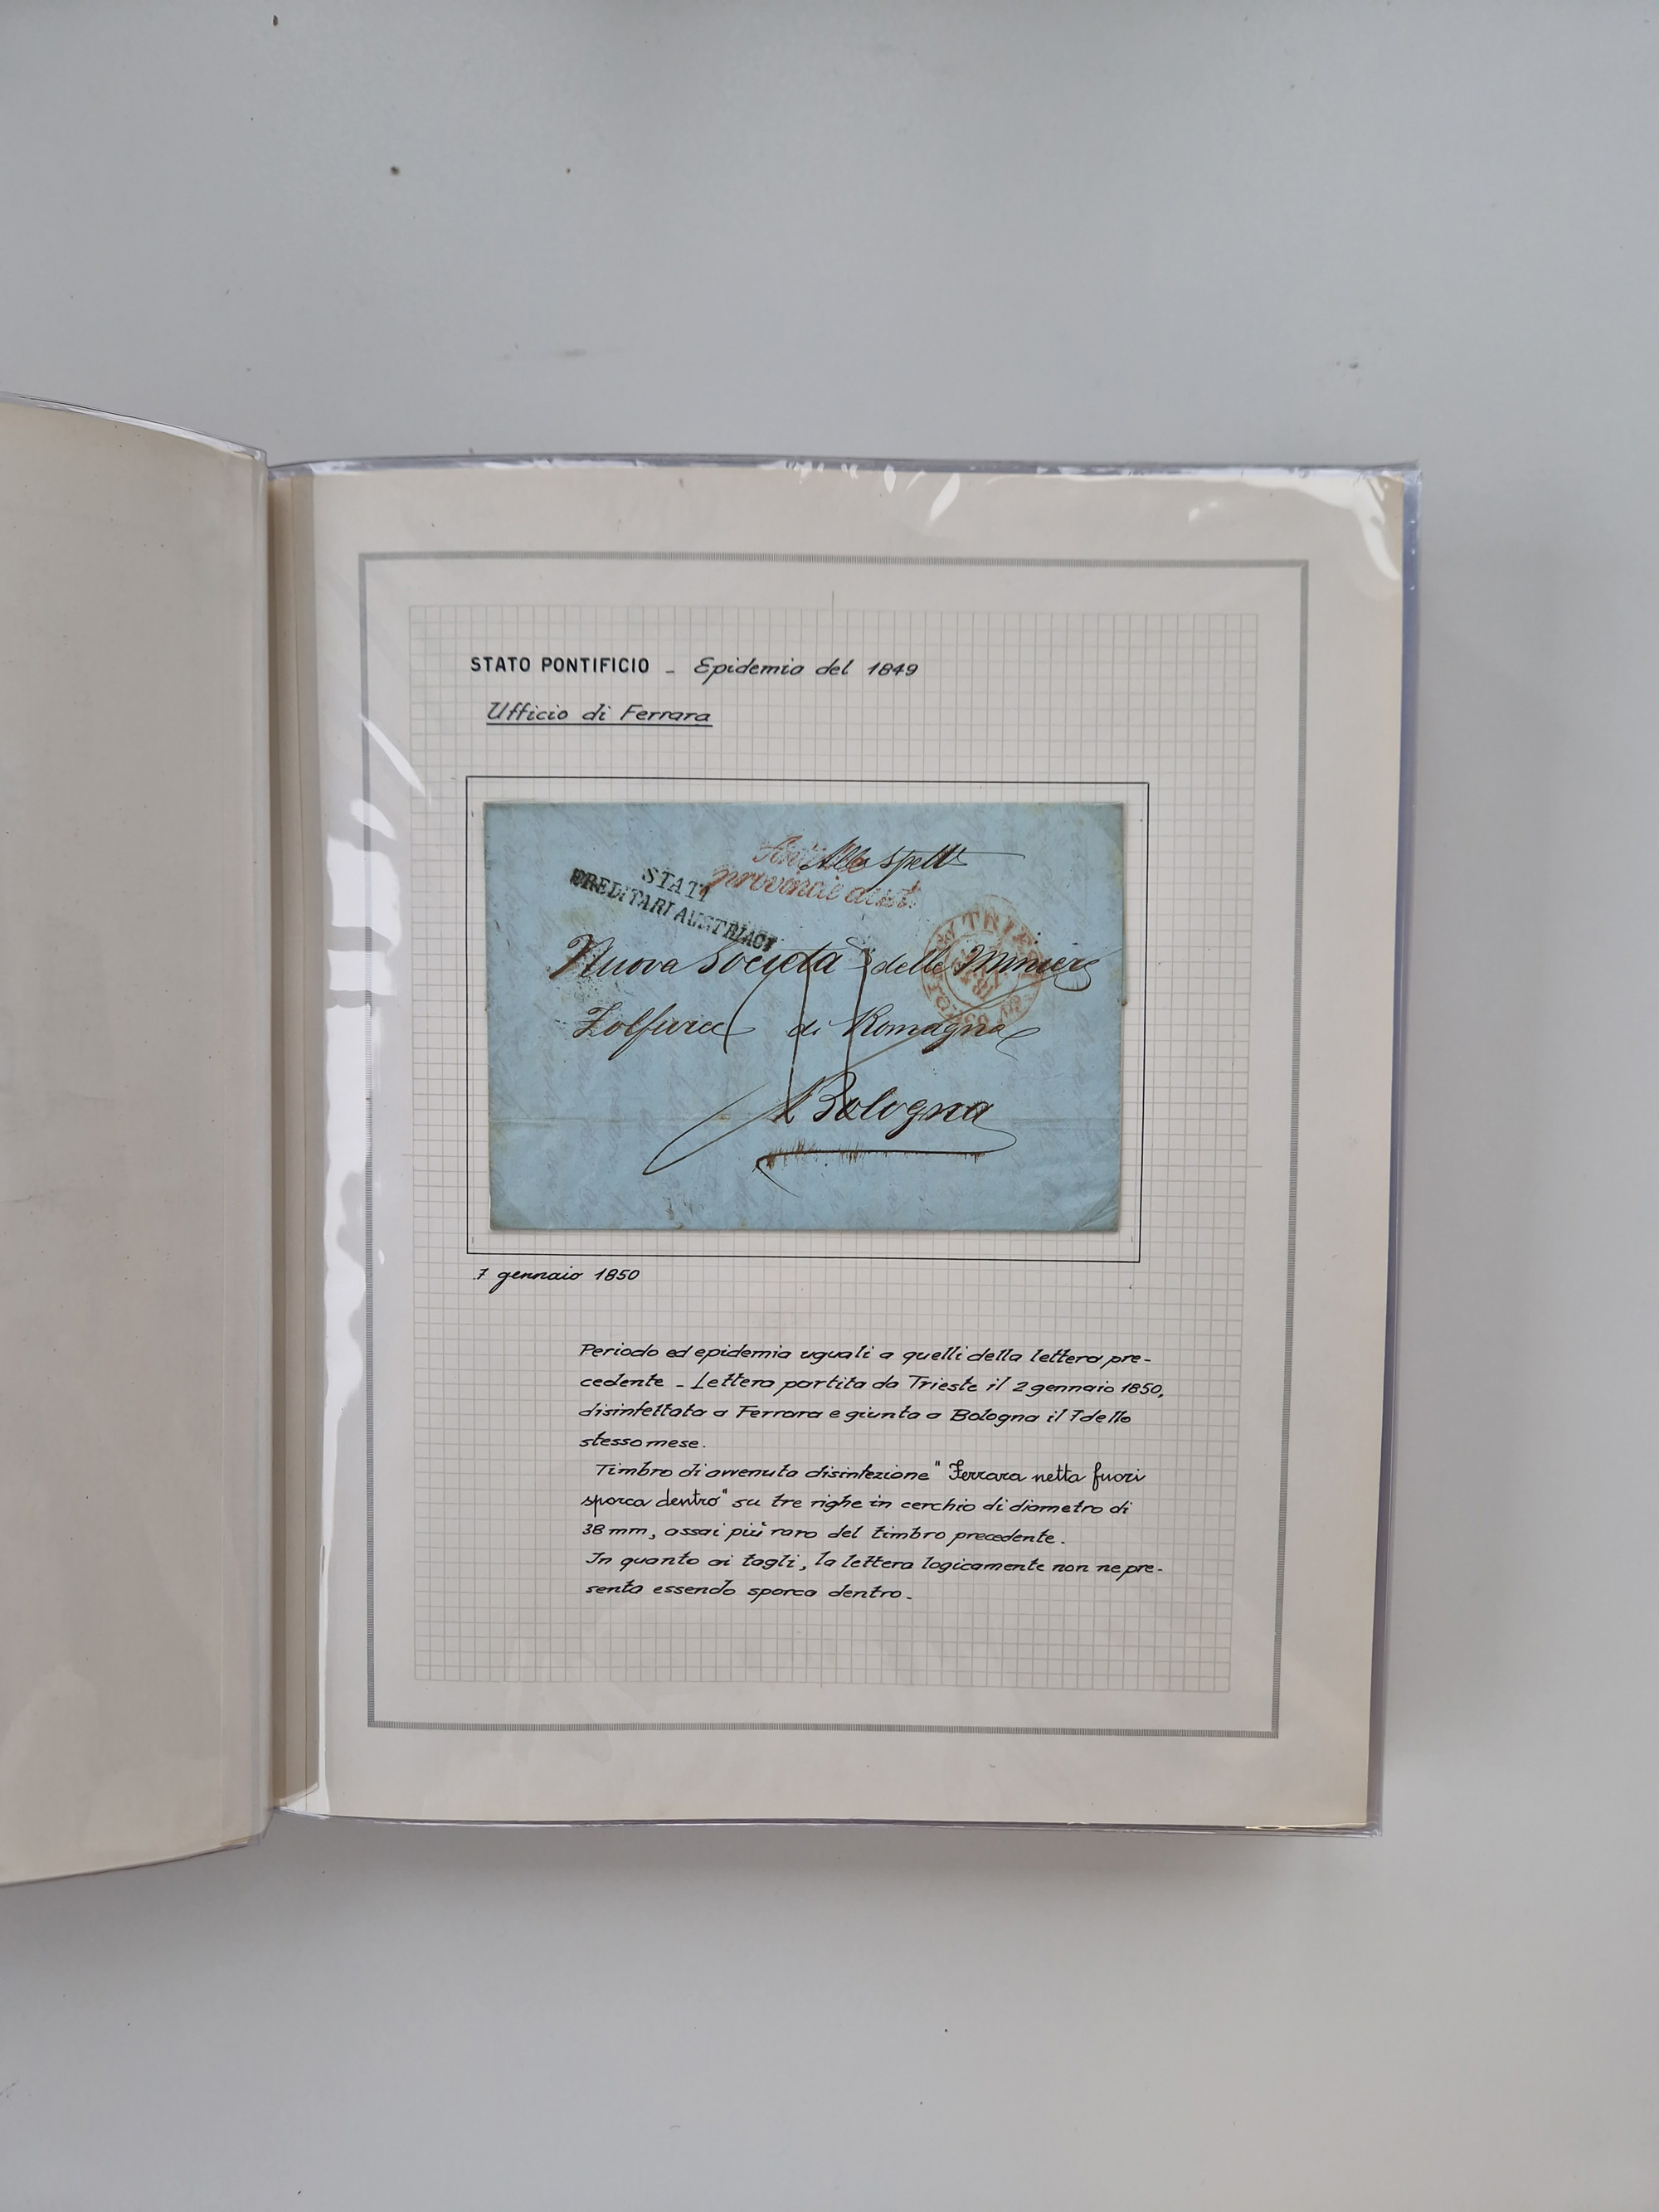 STATO PONTIFICIO - Epidemia del 1849
Ufficio di Ferrara
Alla Spett.
provincie aust.
STATI
EREDITARI AUSTRIACI
TRIEST
Nuova Società delle Miniere
Zolfuree di Romagna
Bologna
7 gennaio 1850
Periodo ed epidemia uguali a quelli della lettera pre-
cedente - Lettera partita da Trieste il 2 gennaio 1850,
disinfettata a Ferrara e giunta a Bologna il 7 dello
stesso mese.
Timbro di avvenuta disinfezione "Ferrara netta fuori
sporca dentro" su tre righe in cerchio di diametro di
38 mm, assai più raro del timbro precedente.
In quanto ai tagli, la lettera logicamente non ne pre-
senta essendo sporca dentro.